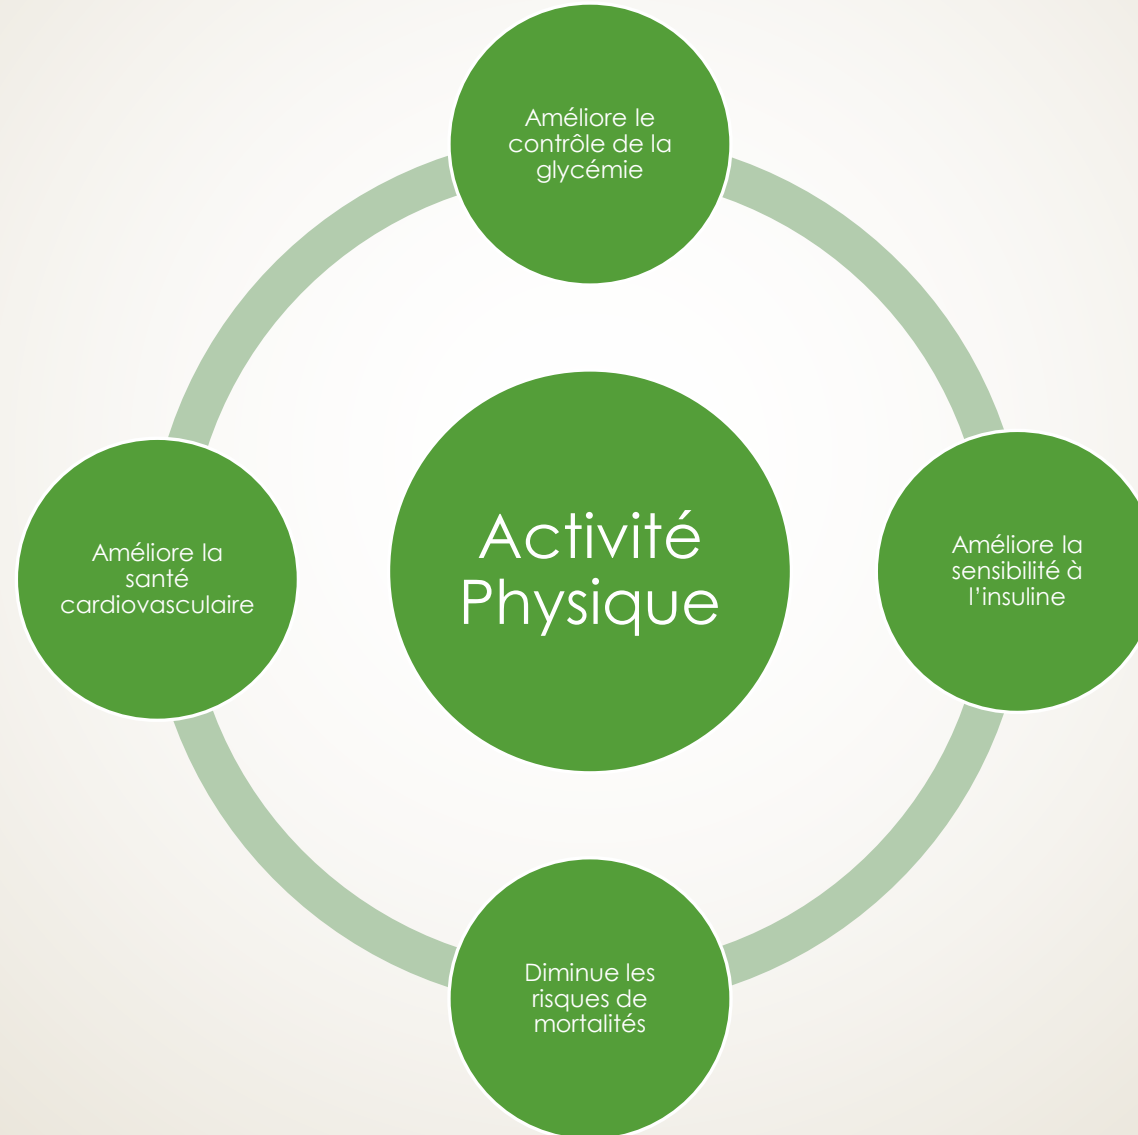 Améliore le
contrôle de la
glycémie
Activité
Physique
Améliore la
sensibilité à
l'insuline
Améliore la
santé
cardiovasculaire
Diminue les
risques de
mortalités